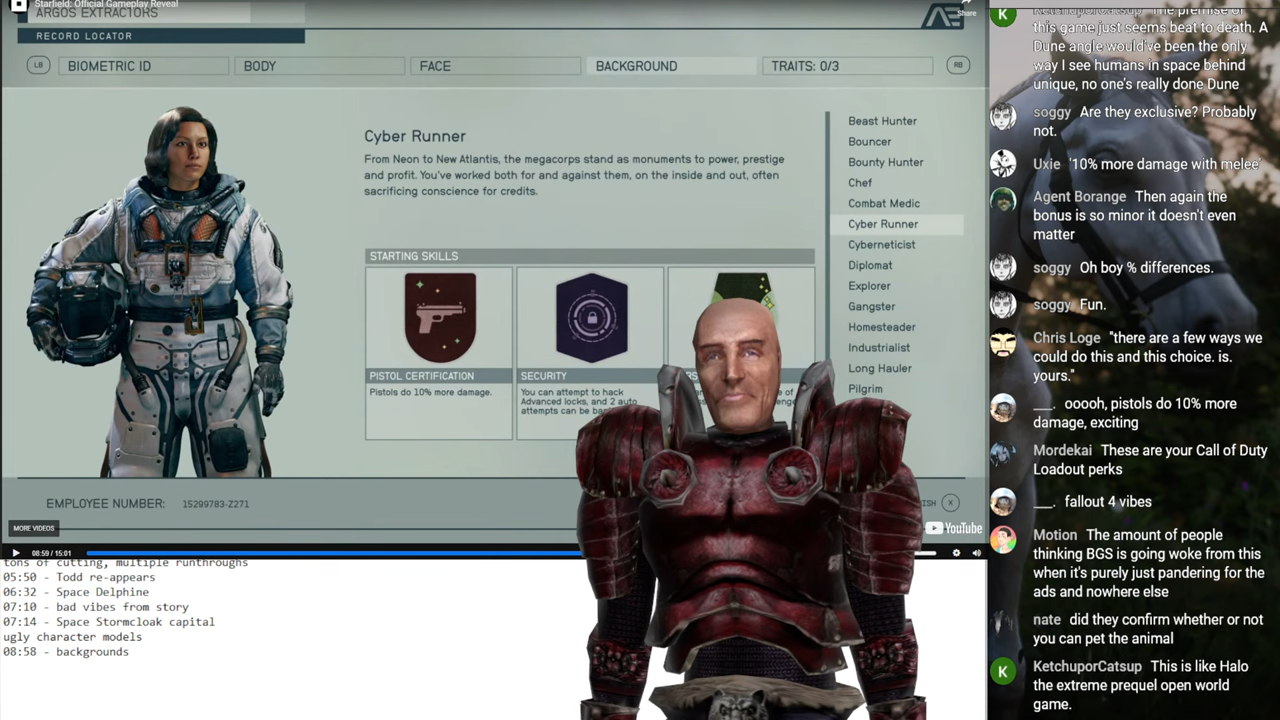 Starfield: Official Gameplay Reveal
Share
ARGOS EXTRACTORS
AE
RECORD LOCATOR
LB
BIOMETRIC ID
BODY
FACE
BACKGROUND
TRAITS: 0/3
RB
Cyber Runner
From Neon to New Atlantis, the megacorps stand as monuments to power, prestige
and profit. You've worked both for and against them, on the inside and out, often
sacrificing conscience for credits.
STARTING SKILLS
PISTOL CERTIFICATION
Pistols do 10% more damage.
SECURITY
You can attempt to hack
Advanced locks, and 2 auto
attempts can be
Beast Hunter
Bouncer
Bounty Hunter
Chef
Combat Medic
Cyber Runner
Cyberneticist
Diplomat
Explorer
Gangster
Homesteader
Industrialist
Long Hauler
Pilgrim
EMPLOYEE NUMBER: 15299783-Z271
X
MORE VIDEOS
YouTube
08:59 / 15:01
tons of cutting, multiple runthroughs
05:50 - Todd re-appears
06:32 - Space Delphine
07:10 - bad vibes from story
07:14 - Space Stormcloak capital
ugly character models
08:58 - backgrounds
K
KetchuporCatsup The premise of
this game just seems beat to death. A
Dune angle would've been the only
way I see humans in space behind
unique, no one's really done Dune
soggy Are they exclusive? Probably
not.
Uxie '10% more damage with melee'
Agent Borange Then again the
bonus is so minor it doesn't even
matter
soggy Oh boy % differences.
soggy Fun.
Chris Loge "there are a few ways we
could do this and this choice. is.
yours."
___. ooooh, pistols do 10% more
damage, exciting
Mordekai These are your Call of Duty
Loadout perks
___. fallout 4 vibes
Motion The amount of people
thinking BGS is going woke from this
when it's purely just pandering for the
ads and nowhere else
nate did they confirm whether or not
you can pet the animal
K
KetchuporCatsup This is like Halo
the extreme prequel open world
game.